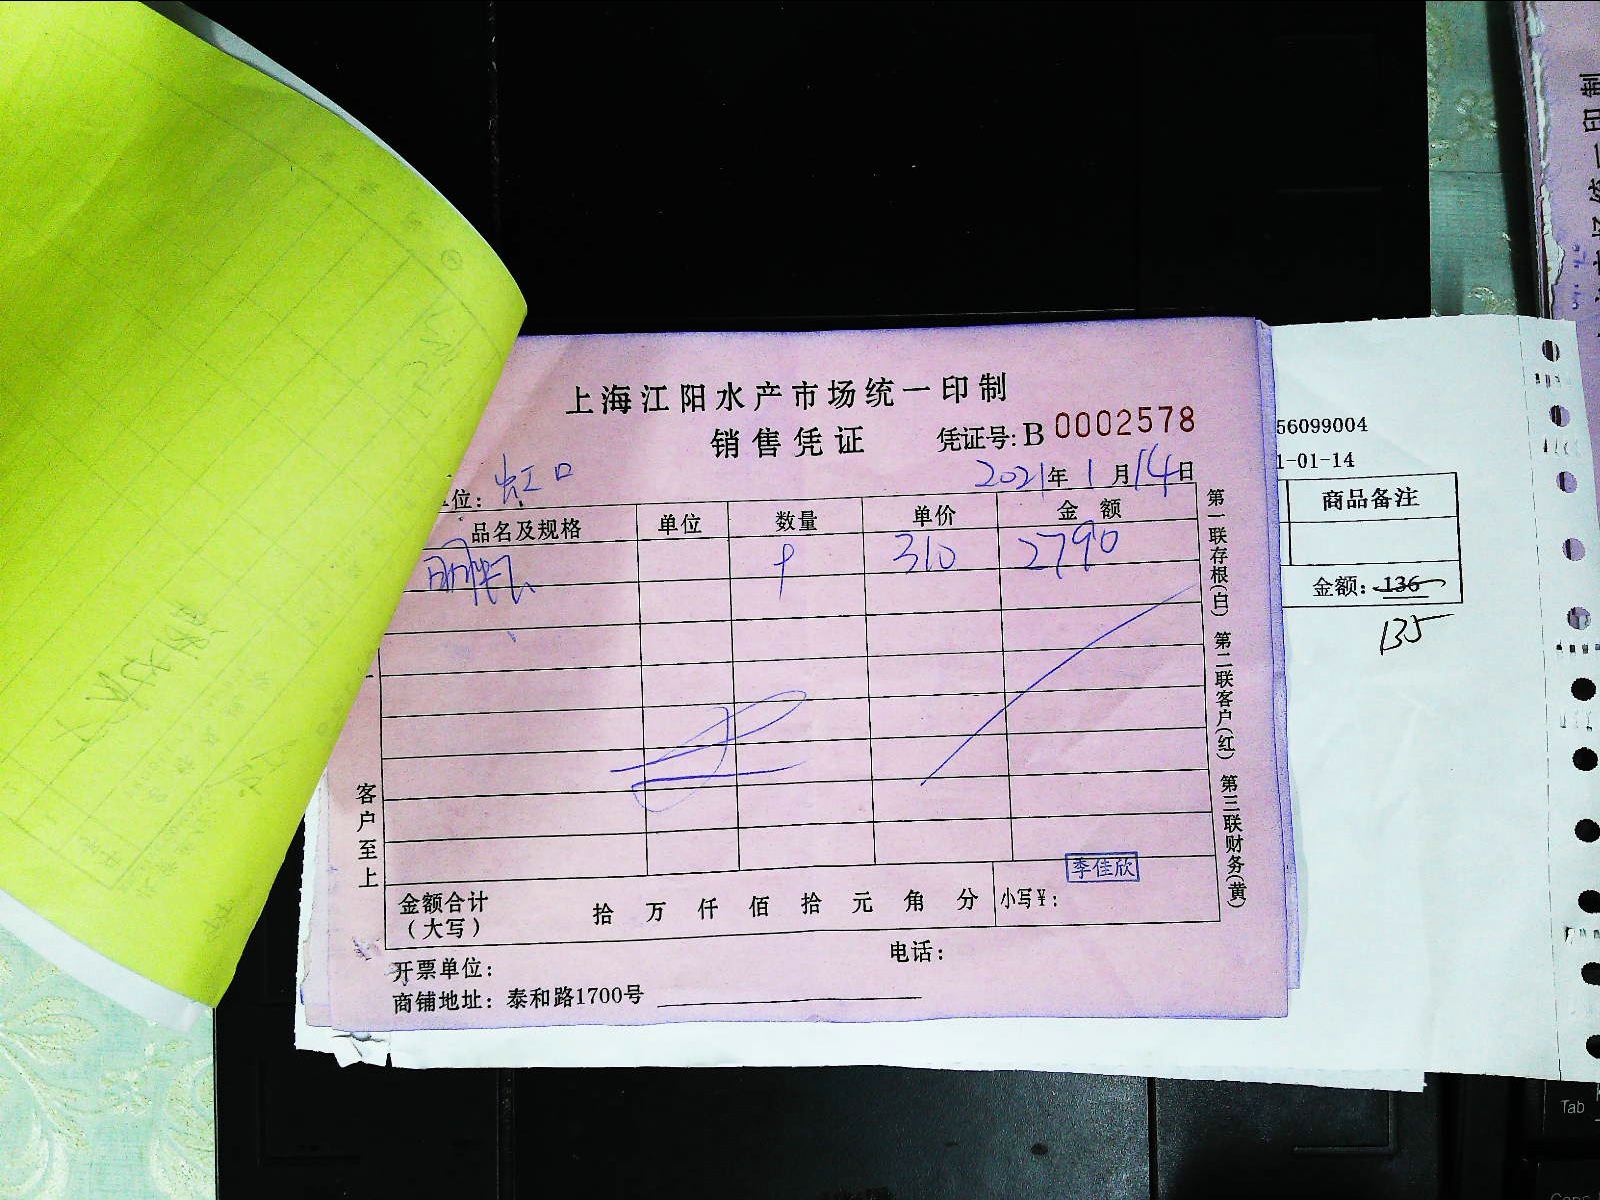 上海江阳水产市场统一印制
销售凭证 凭证号: B 0002578
位: 虹口 2021年1月14日
品名及规格 单位 数量 单价 金额
9 310 2790
客户至上
第一联存根(白) 第二联客户(红) 第三联财务(黄)
金额合计(大写) 拾 万 仟 佰 拾 元 角 分 小写¥:
李佳欣
开票单位: 电话:
商铺地址: 泰和路1700号
56099004
1-01-14
商品备注
金额: 136
135
Tab